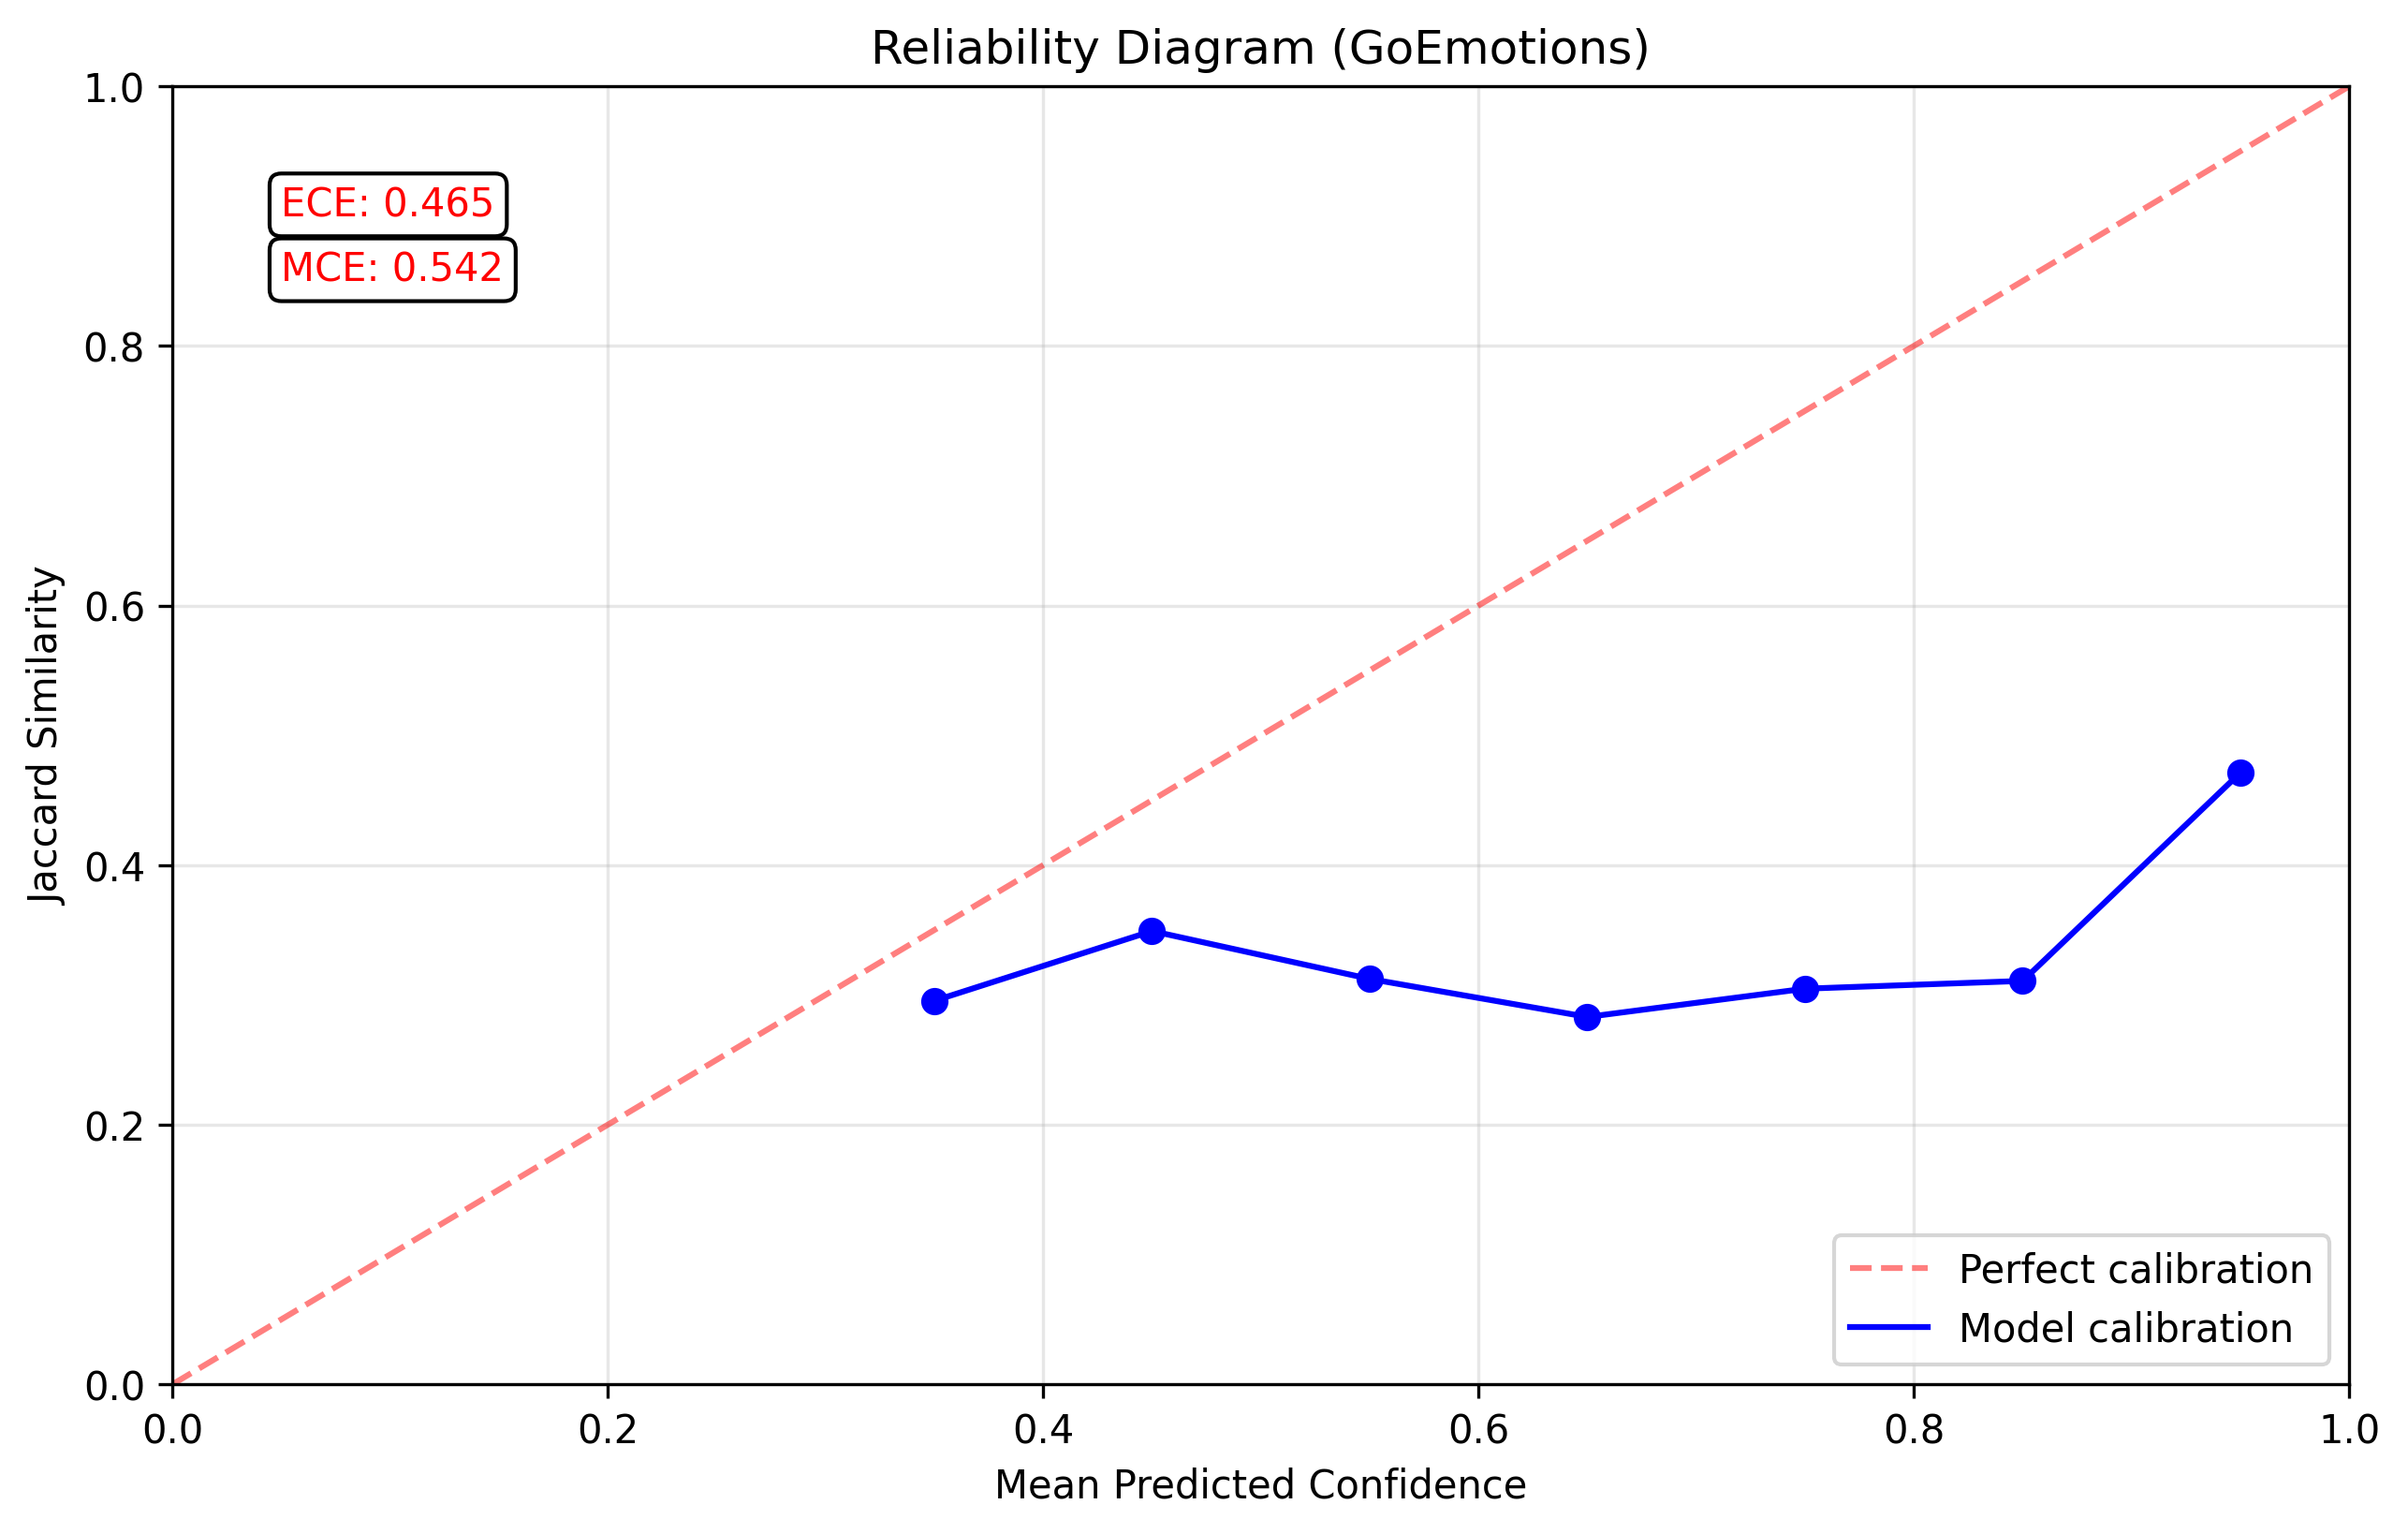 Reliability Diagram (GoEmotions)
1.0
0.8
0.6
0.4
0.2
0.0
Jaccard Similarity
ECE: 0.465
MCE: 0.542
Perfect calibration
Model calibration
0.0
0.2
0.4
0.6
0.8
1.0
Mean Predicted Confidence